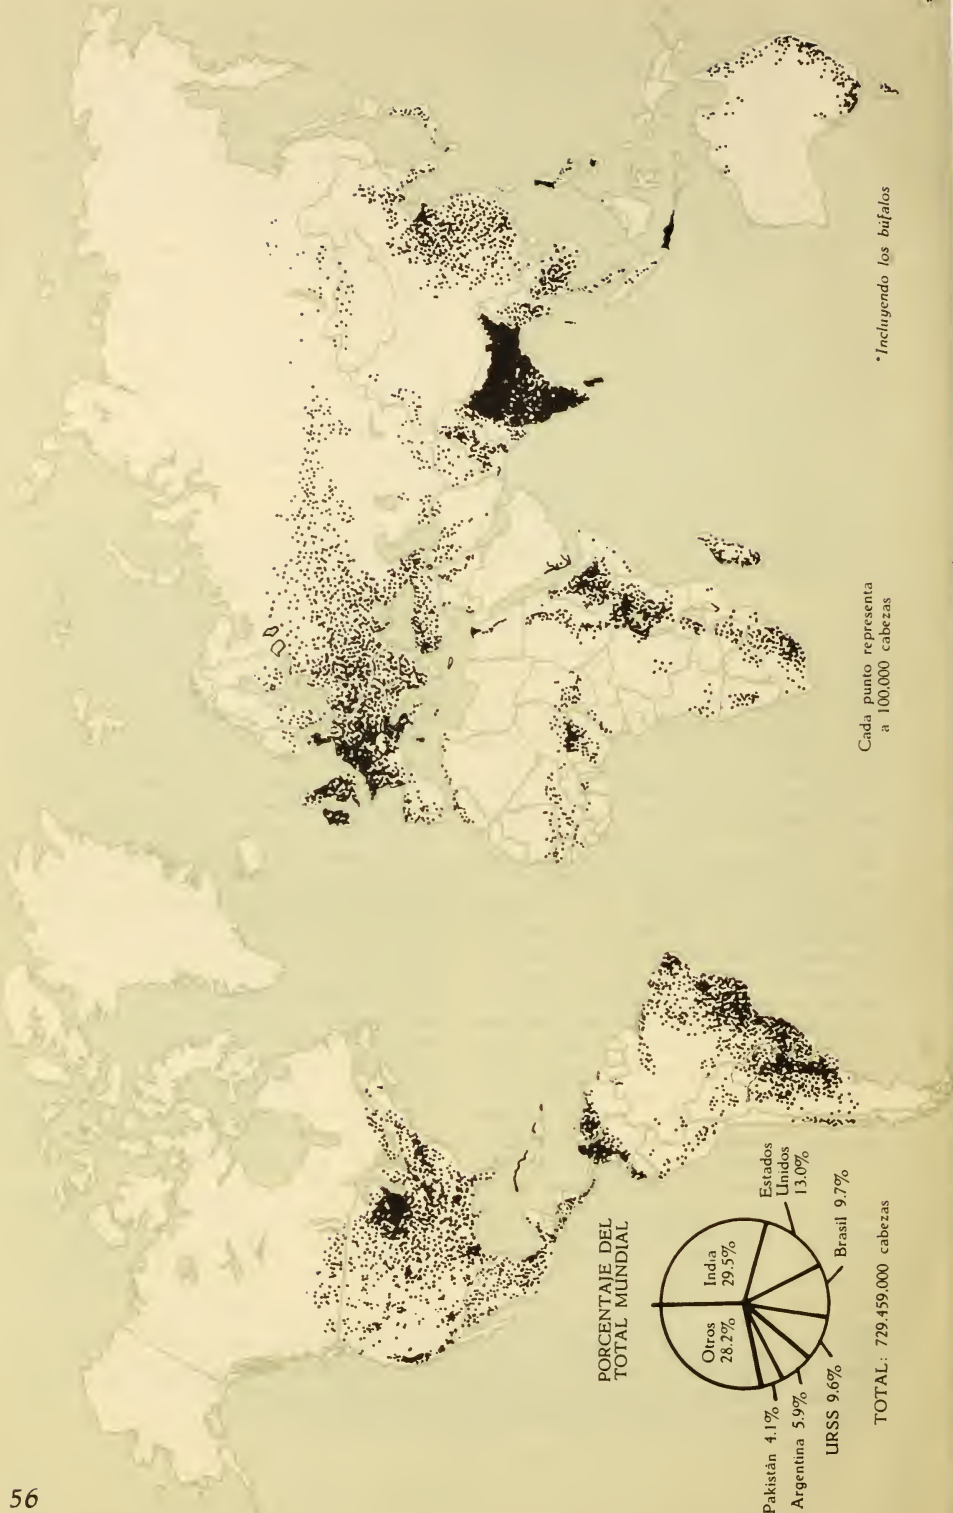 56
PORCENTAJE DEL
TOTAL MUNDIAL
Otros
28.2%
India
29.5%
Estados
Unidos
13.0%
Brasil 9.7%
URSS 9.6%
Argentina 5.9%
Pakistán 4.1%
TOTAL: 729.459.000 cabezas
Cada punto representa
a 100.000 cabezas
*Incluyendo los búfalos